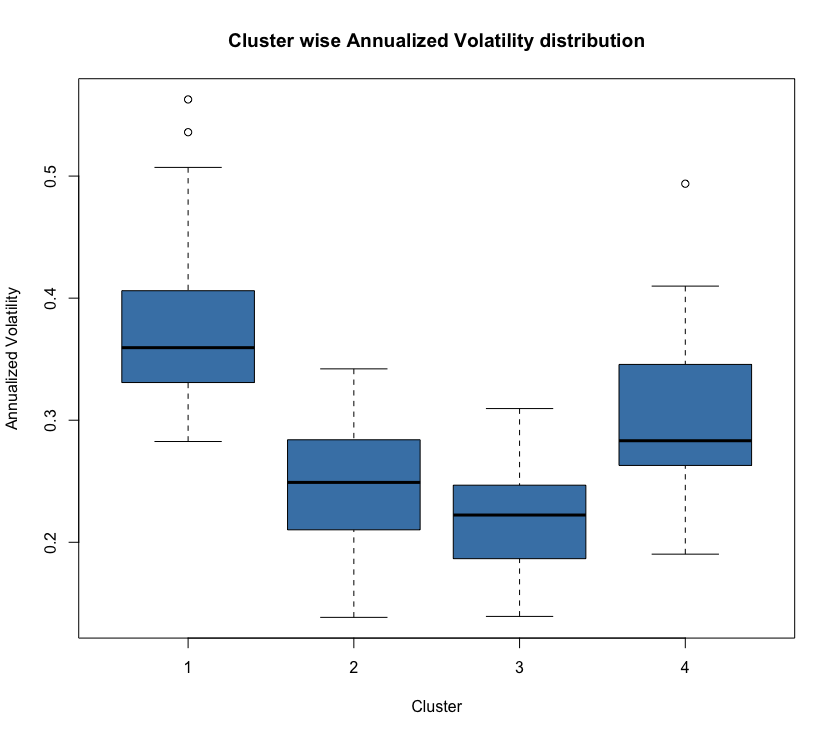 Cluster wise Annualized Volatility distribution
Annualized Volatility
0.5
0.4
0.3
0.2
1 2 3 4
Cluster